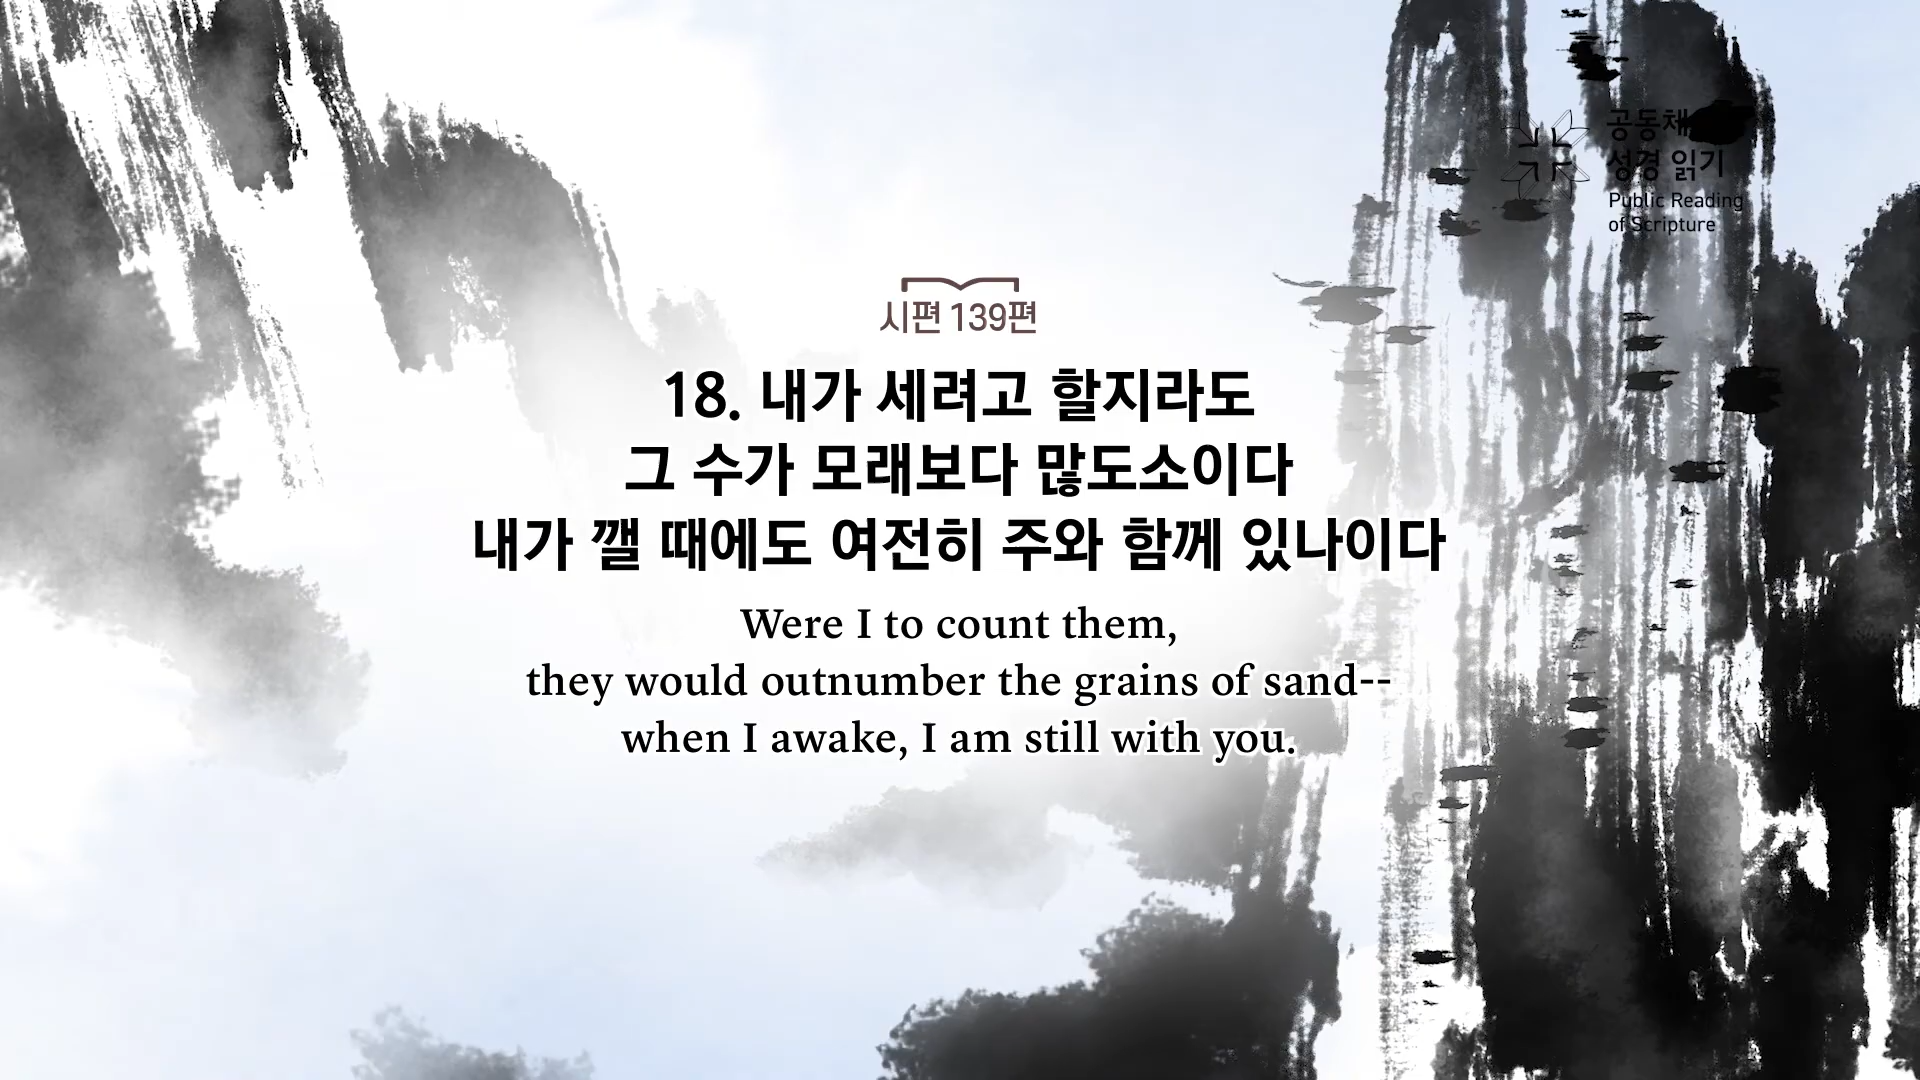 공동체
성경 읽기
Public Reading
of Scripture
시편 139편
18. 내가 세려고 할지라도
그 수가 모래보다 많도소이다
내가 깰 때에도 여전히 주와 함께 있나이다
Were I to count them,
they would outnumber the grains of sand--
when I awake, I am still with you.